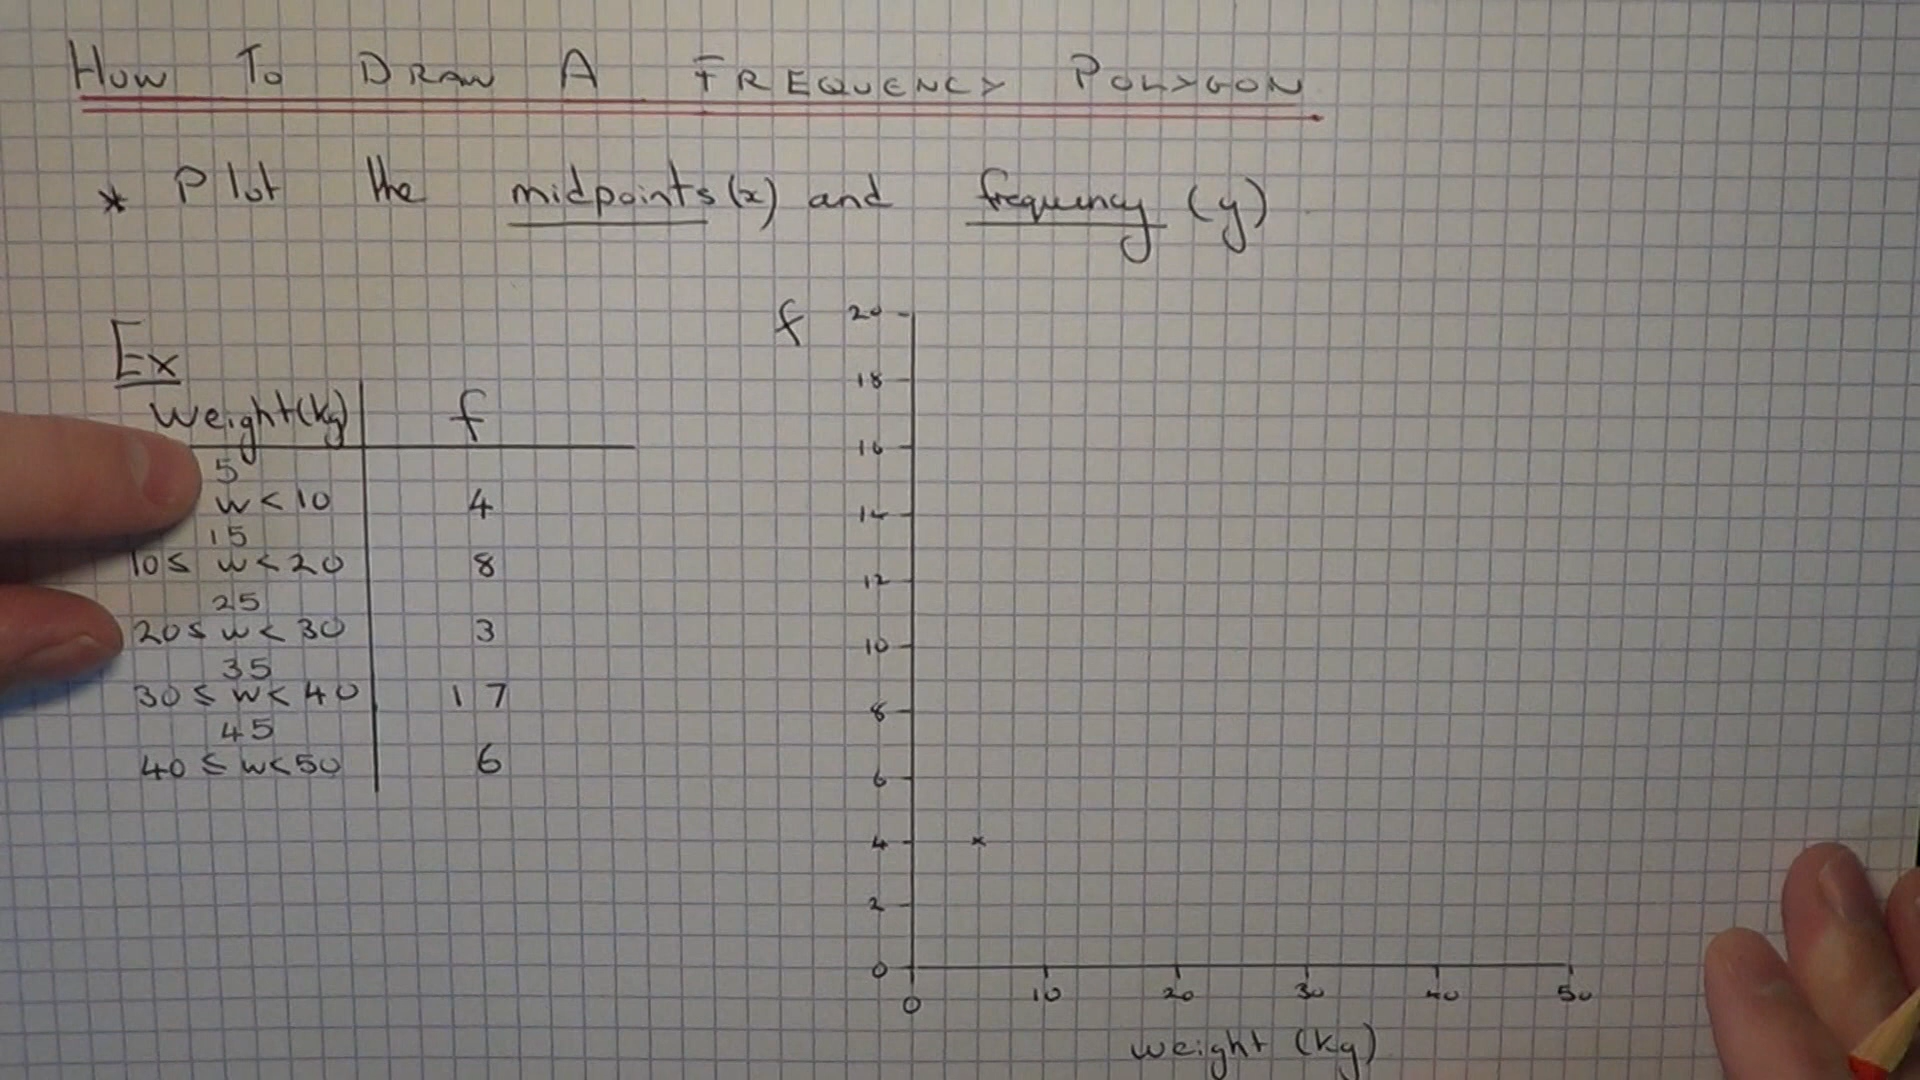 HOW TO DRAW A FREQUENCY POLYGON
* Plot the midpoints (x) and frequency (y)
Ex
Weight(kg) f
5
w < 10 4
15
10 ≤ w < 20 8
25
20 ≤ w < 30 3
35
30 ≤ w < 40 17
45
40 ≤ w < 50 6
f 20
18
16
14
12
10
8
6
4
2
0
0 10 20 30 40 50
weight (kg)